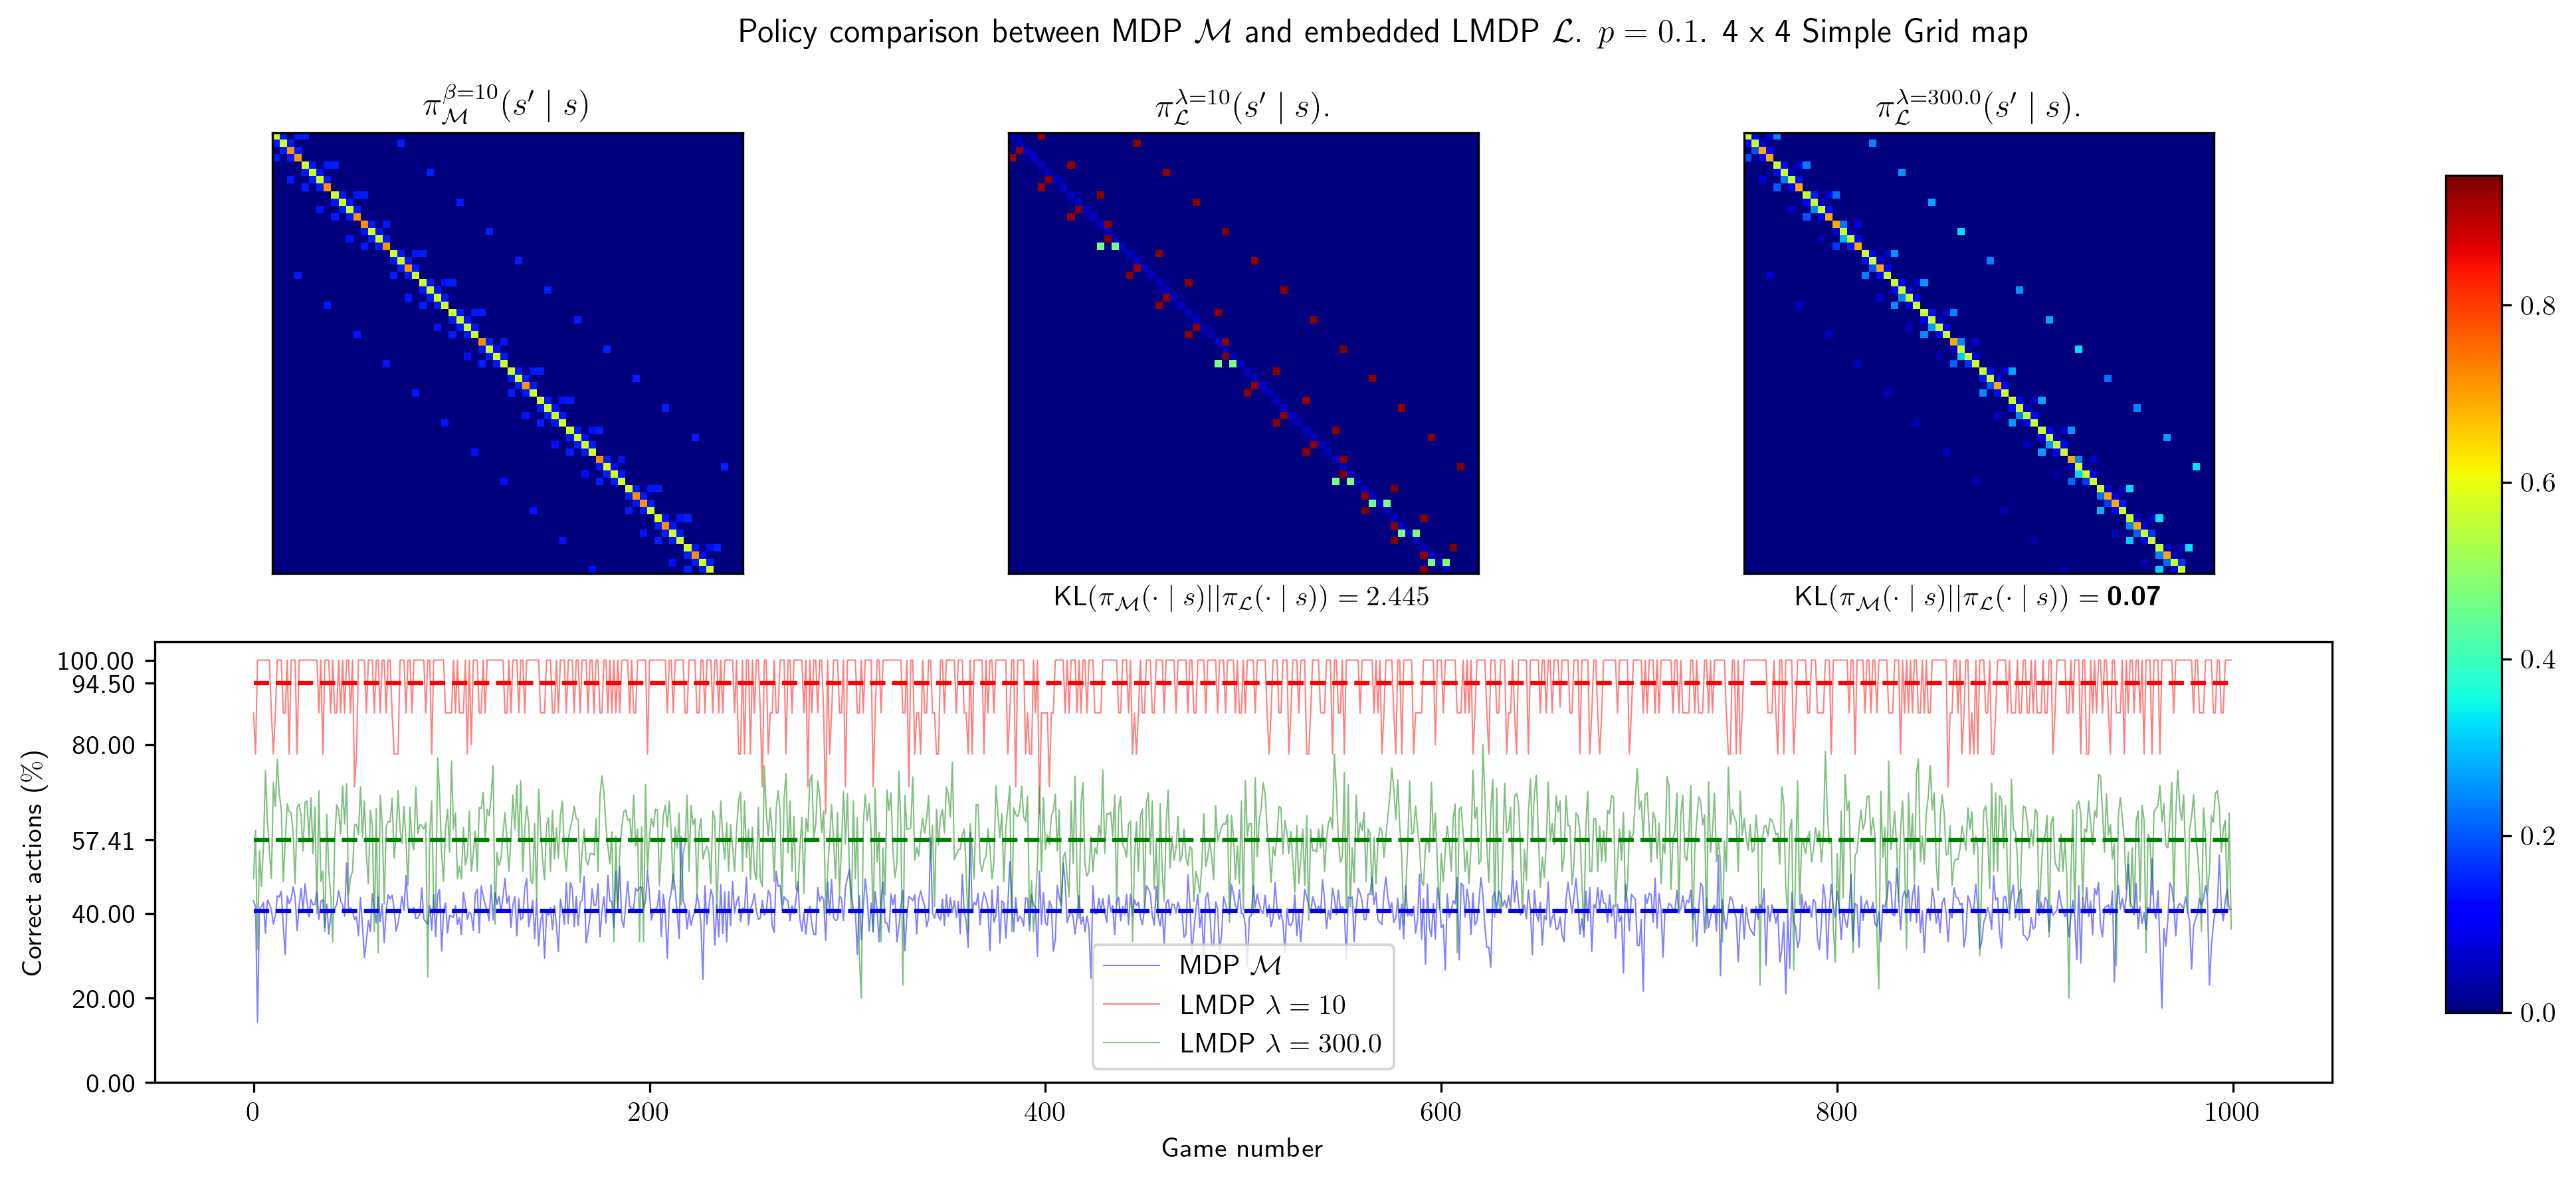 Policy comparison between MDP ℳ and embedded LMDP ℒ. p = 0.1. 4 x 4 Simple Grid map
π_ℳ^{β=10}(s′ | s)
π_ℒ^{λ=10}(s′ | s).
π_ℒ^{λ=300.0}(s′ | s).
KL(π_ℳ(· | s)||π_ℒ(· | s)) = 2.445
KL(π_ℳ(· | s)||π_ℒ(· | s)) = 0.07
0.8
0.6
0.4
0.2
0.0
Correct actions (%)
100.00
94.50
80.00
57.41
40.00
20.00
0.00
MDP ℳ
LMDP λ = 10
LMDP λ = 300.0
0
200
400
600
800
1000
Game number